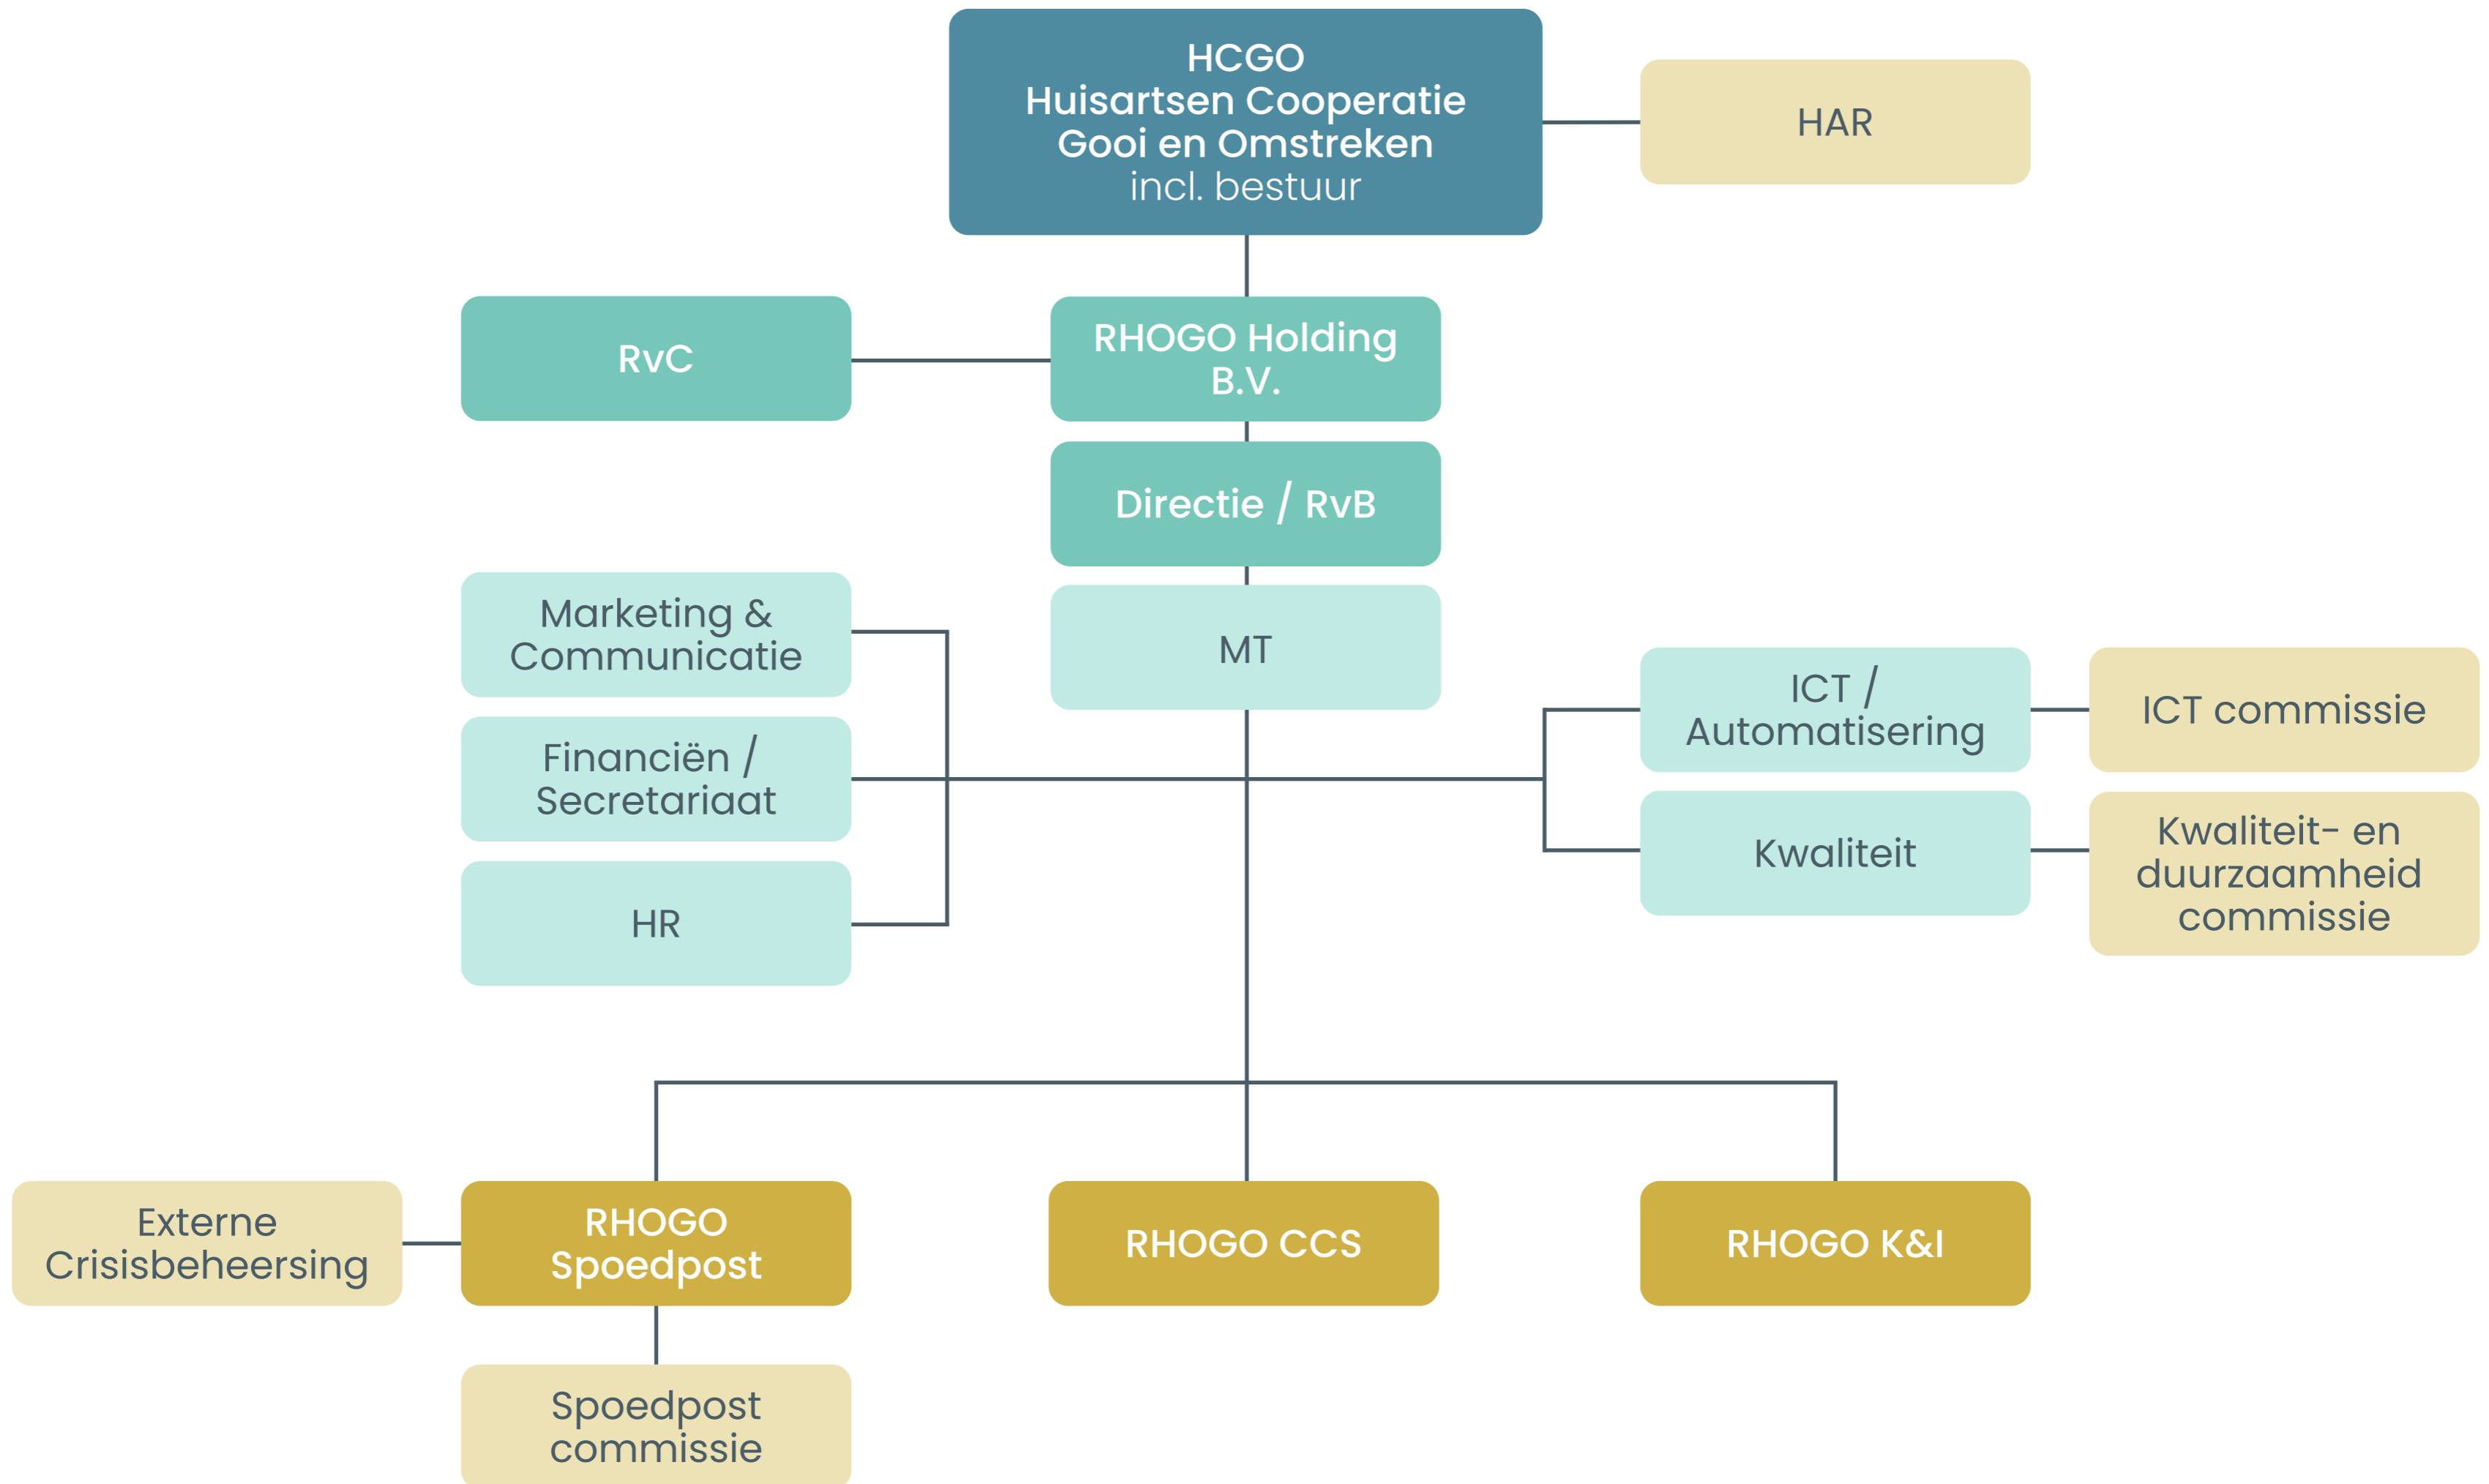 HCGO
Huisartsen Cooperatie
Gooi en Omstreken
incl. bestuur
HAR
RvC
RHOGO Holding
B.V.
Directie / RvB
Marketing &
Communicatie
MT
ICT /
Automatisering
ICT commissie
Financiën /
Secretariaat
Kwaliteit
Kwaliteit- en
duurzaamheid
commissie
HR
Externe
Crisisbeheersing
RHOGO
Spoedpost
RHOGO CCS
RHOGO K&I
Spoedpost
commissie